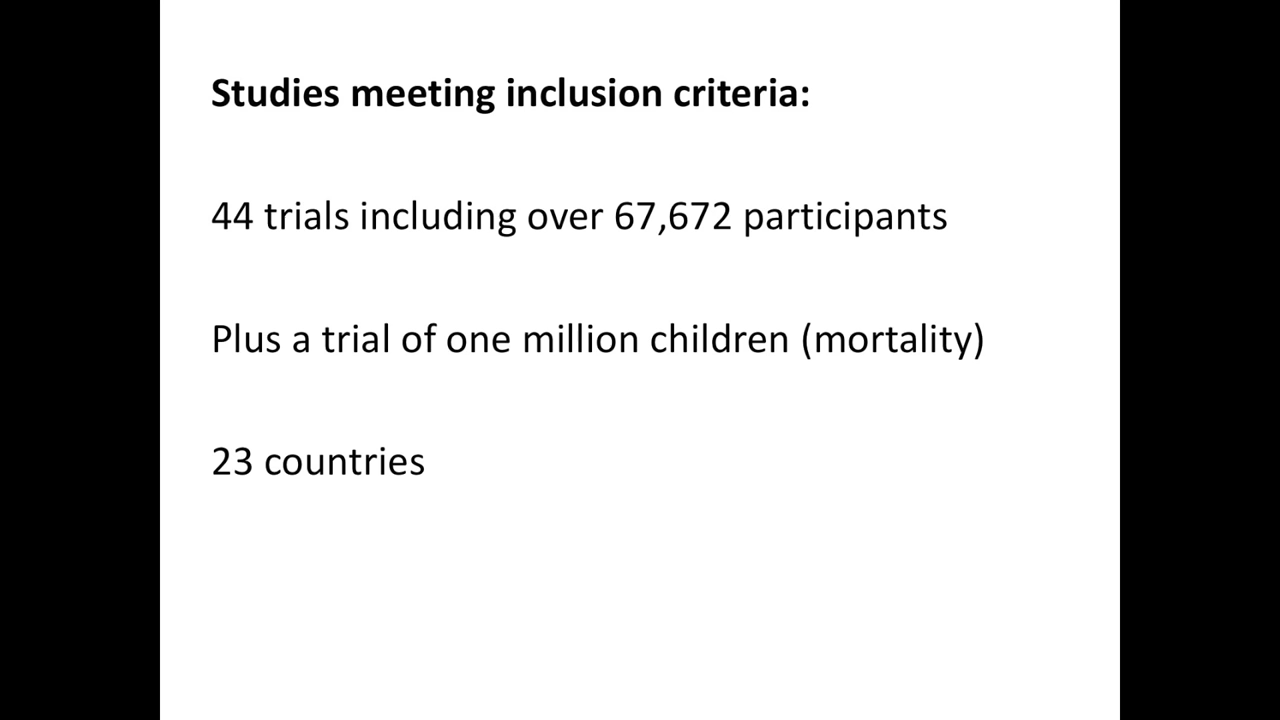 Studies meeting inclusion criteria:
44 trials including over 67,672 participants
Plus a trial of one million children (mortality)
23 countries